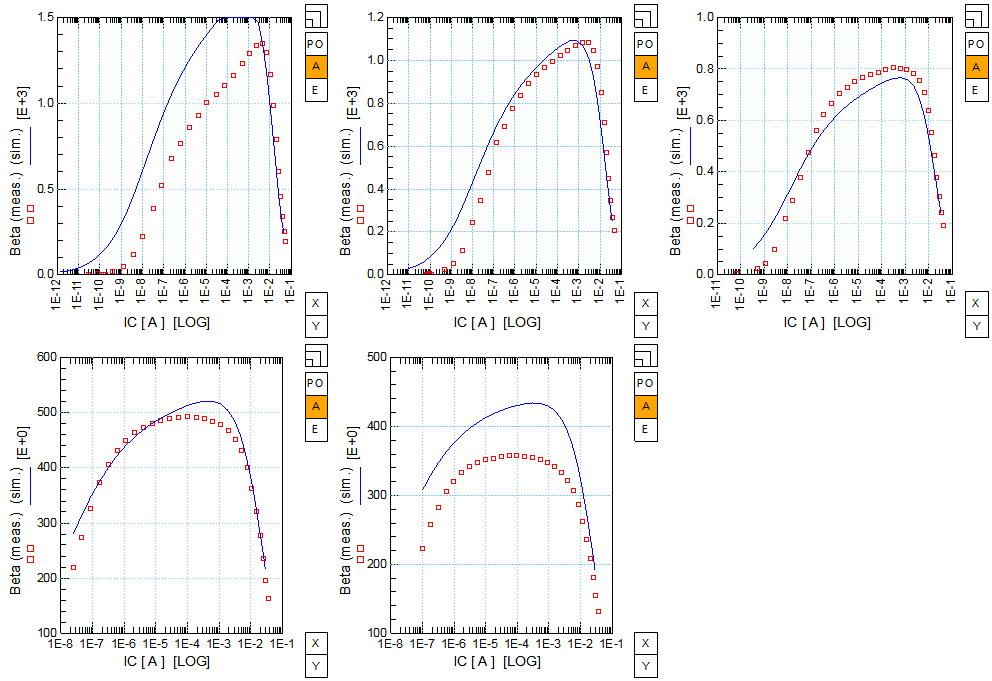 Beta (meas.) (sim.) [E+3]
1.5
1.0
0.5
0.0
1E-12
1E-11
1E-10
1E-9
1E-8
1E-7
1E-6
1E-5
1E-4
1E-3
1E-2
1E-1
IC [ A ] [LOG]
PO
A
E
X
Y
Beta (meas.) (sim.) [E+3]
1.2
1.0
0.8
0.6
0.4
0.2
0.0
1E-12
1E-11
1E-10
1E-9
1E-8
1E-7
1E-6
1E-5
1E-4
1E-3
1E-2
1E-1
IC [ A ] [LOG]
PO
A
E
X
Y
Beta (meas.) (sim.) [E+3]
1.0
0.8
0.6
0.4
0.2
0.0
1E-11
1E-10
1E-9
1E-8
1E-7
1E-6
1E-5
1E-4
1E-3
1E-2
1E-1
IC [ A ] [LOG]
PO
A
E
X
Y
Beta (meas.) (sim.) [E+0]
600
500
400
300
200
100
1E-8 1E-7 1E-6 1E-5 1E-4 1E-3 1E-2 1E-1
IC [ A ] [LOG]
PO
A
E
X
Y
Beta (meas.) (sim.) [E+0]
500
400
300
200
100
1E-8 1E-7 1E-6 1E-5 1E-4 1E-3 1E-2 1E-1
IC [ A ] [LOG]
PO
A
E
X
Y